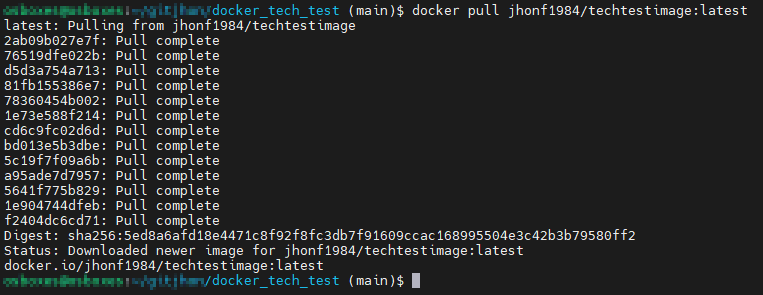 /docker_tech_test (main)$ docker pull jhonf1984/techtestimage:latest
latest: Pulling from jhonf1984/techtestimage
2ab09b027e7f: Pull complete
76519dfe022b: Pull complete
d5d3a754a713: Pull complete
81fb155386e7: Pull complete
78360454b002: Pull complete
1e73e588f214: Pull complete
cd6c9fc02d6d: Pull complete
bd013e5b3dbe: Pull complete
5c19f7f09a6b: Pull complete
a95ade7d7957: Pull complete
5641f775b829: Pull complete
1e904744dfeb: Pull complete
f2404dc6cd71: Pull complete
Digest: sha256:5ed8a6afd18e4471c8f92f8fc3db7f91609ccac168995504e3c42b3b79580ff2
Status: Downloaded newer image for jhonf1984/techtestimage:latest
docker.io/jhonf1984/techtestimage:latest
/docker_tech_test (main)$